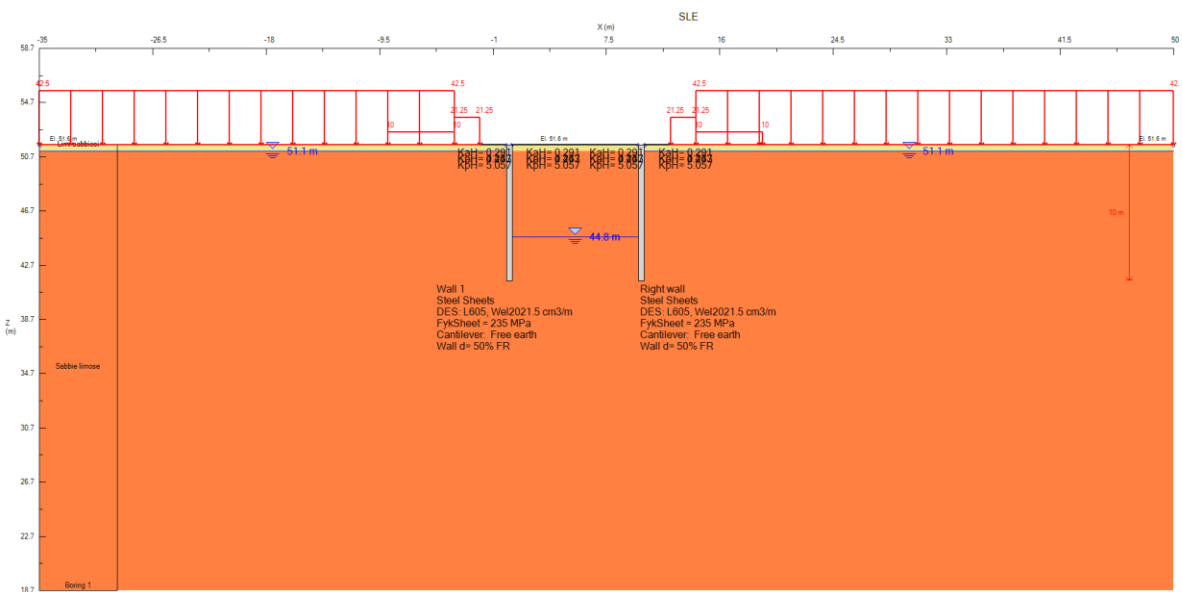 SLE
X (m)
-35 -26.5 -18 -9.5 -1 7.5 16 24.5 33 41.5 50
58.7
42.5 42.5 42.5 42.
54.7
21.25 21.25 21.25 21.25
10 10 10 10
El. 51.6 m El. 51.6 m El. 51.6 m
51.1 m 51.1 m
50.7
KaH= 0.291 KaH= 0.291 KaH= 0.291 KaH= 0.291
KpH= 5.057 KpH= 5.057 KpH= 5.057 KpH= 5.057
46.7
10 m
44.8 m
42.7
Wall 1
Steel Sheets
DES: L605, Wel2021.5 cm3/m
FykSheet = 235 MPa
Cantilever: Free earth
Wall d= 50% FR
Right wall
Steel Sheets
DES: L605, Wel2021.5 cm3/m
FykSheet = 235 MPa
Cantilever: Free earth
Wall d= 50% FR
38.7
Z
(m)
Sabbie limose
34.7
30.7
26.7
22.7
Boring 1
18.7